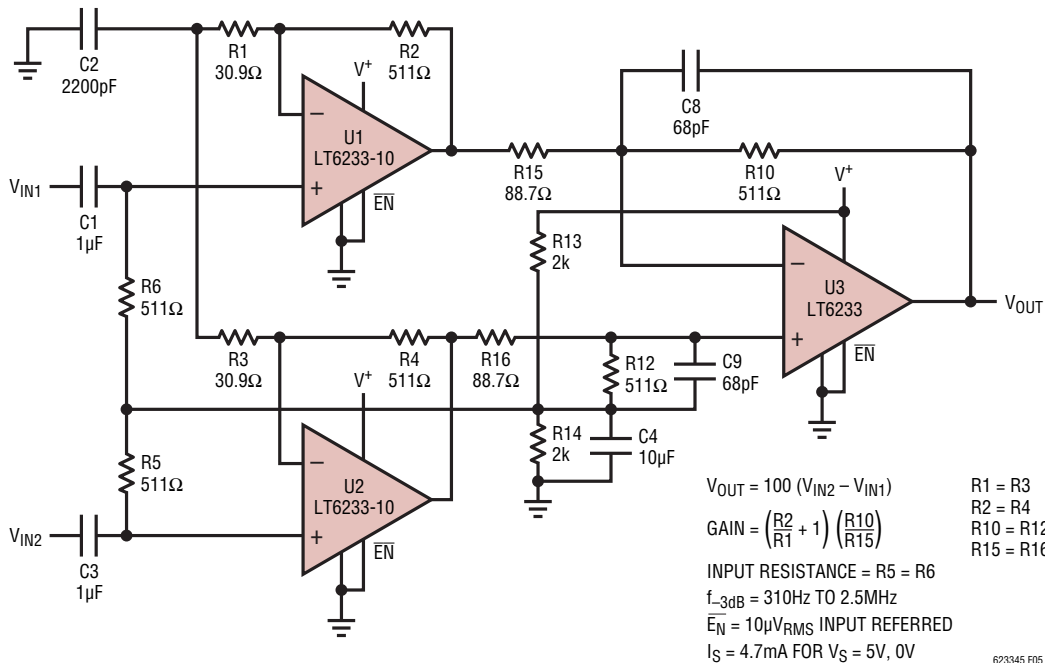 C2
2200pF
R1
30.9Ω
R2
511Ω
V+
U1
LT6233-10
EN
VIN1
C1
1µF
R6
511Ω
R15
88.7Ω
C8
68pF
R10
511Ω
V+
R13
2k
U3
LT6233
EN
VOUT
R3
30.9Ω
R4
511Ω
R16
88.7Ω
R12
511Ω
C9
68pF
V+
R14
2k
C4
10µF
R5
511Ω
U2
LT6233-10
EN
VIN2
C3
1µF
VOUT = 100 (VIN2 – VIN1)
GAIN = (R2/R1 + 1) (R10/R15)
INPUT RESISTANCE = R5 = R6
f–3dB = 310Hz TO 2.5MHz
EN = 10µVRMS INPUT REFERRED
IS = 4.7mA FOR VS = 5V, 0V
R1 = R3
R2 = R4
R10 = R12
R15 = R16
623345 F05